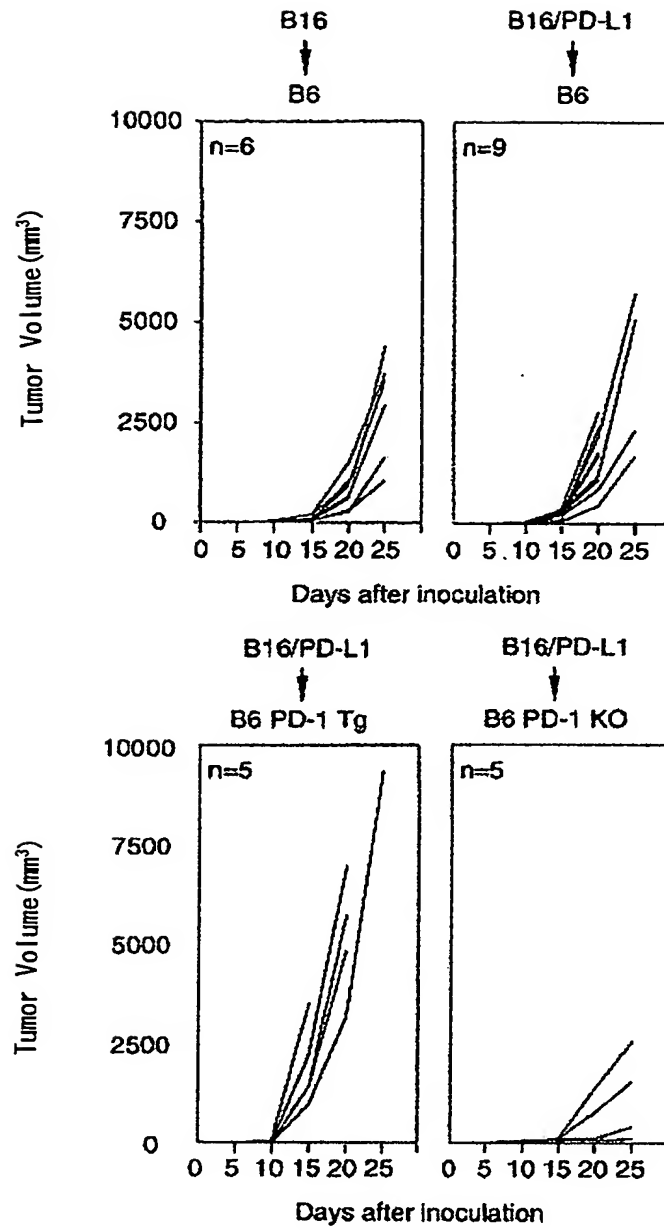 B16 B16/PD-L1
B6 B6
Tumor Volume (mm³)
10000
7500
5000
2500
0
n=6 n=9
0 5 10 15 20 25 0 5 10 15 20 25
Days after inoculation
B16/PD-L1 B16/PD-L1
B6 PD-1 Tg B6 PD-1 KO
Tumor Volume (mm³)
10000
7500
5000
2500
0
n=5 n=5
0 5 10 15 20 25 0 5 10 15 20 25
Days after inoculation